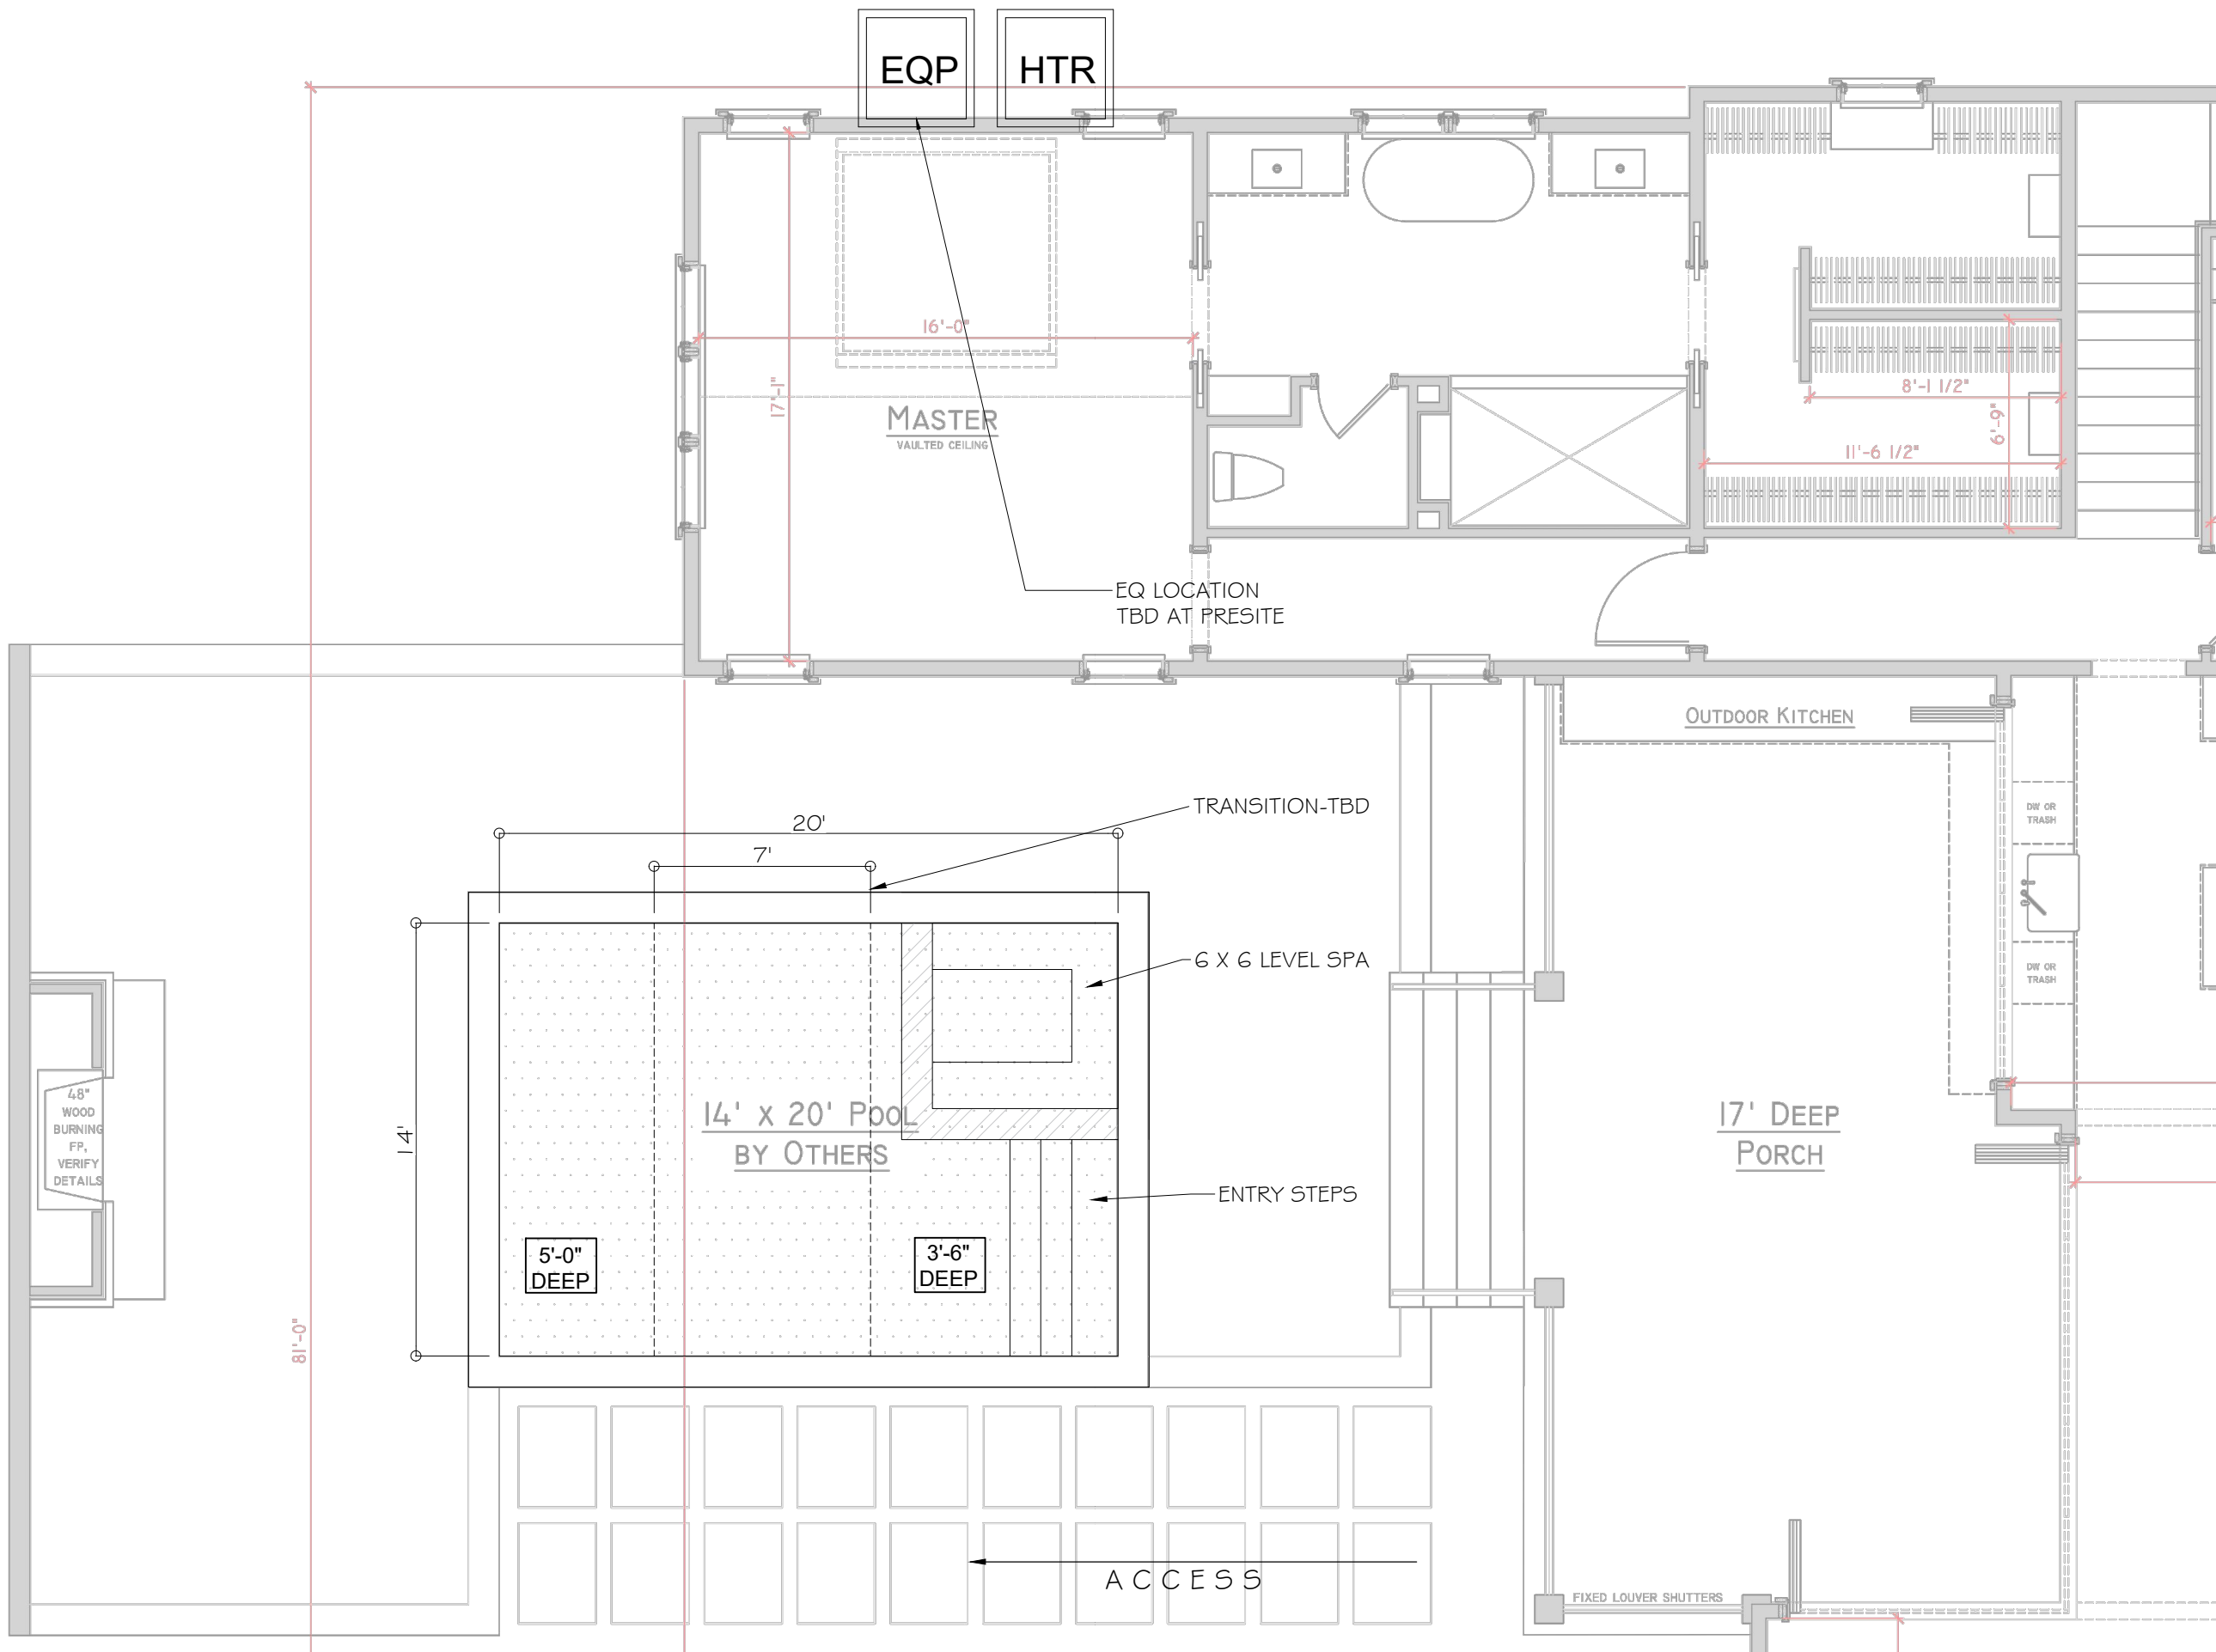 EQP
HTR
16'-0"
17'-1"
MASTER
VAULTED CEILING
8'-1 1/2"
6'-9"
11'-6 1/2"
EQ LOCATION
TBD AT PRESITE
OUTDOOR KITCHEN
TRANSITION-TBD
20'
7'
DW OR
TRASH
6 X 6 LEVEL SPA
DW OR
TRASH
48"
WOOD
BURNING
FP,
VERIFY
DETAILS
14'
14' X 20' POOL
BY OTHERS
17' DEEP
PORCH
ENTRY STEPS
5'-0"
DEEP
3'-6"
DEEP
81'-0"
ACCESS
FIXED LOUVER SHUTTERS